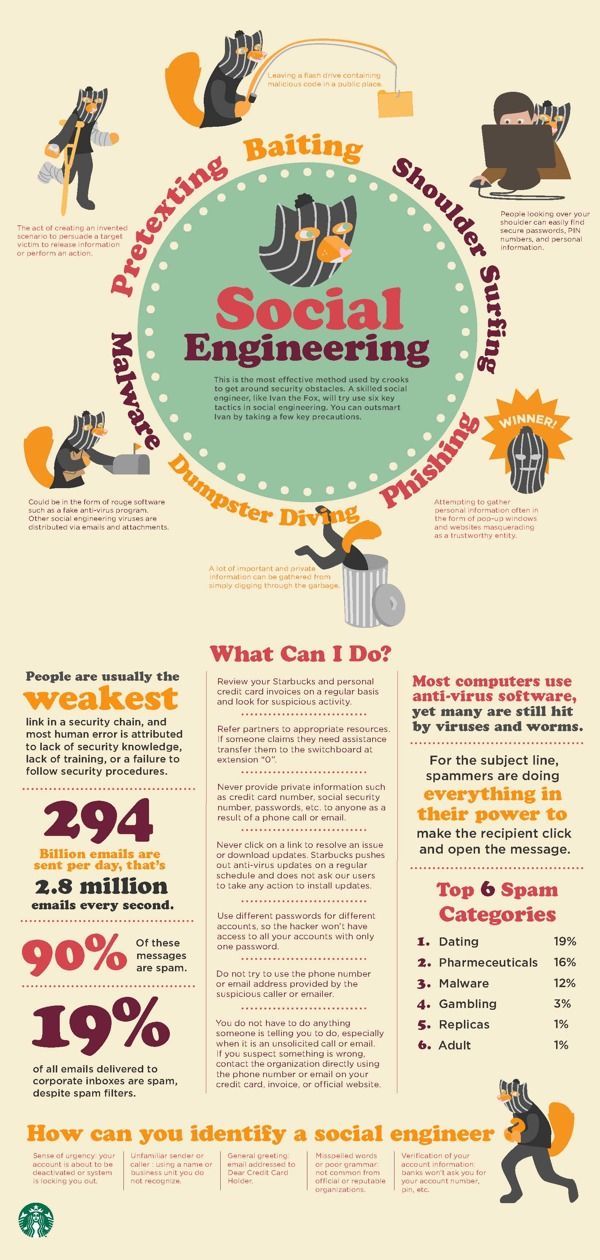 Leaving a flash drive containing
malicious code in a public place.
Baiting
Pretexting
The act of creating an invented
scenario to persuade a target
victim to release information
or perform an action.
Shoulder Surfing
People looking over your
shoulder can easily find
secure passwords, PIN
numbers, and personal
information.
Social
Engineering
This is the most effective method used by crooks
to get around security obstacles. A skilled social
engineer, like Ivan the Fox, will try use six key
tactics in social engineering. You can outsmart
Ivan by taking a few key precautions.
Malware
Could be in the form of rouge software
such as a fake anti-virus program.
Other social engineering viruses are
distributed via emails and attachments.
Phishing
WINNER!
Attempting to gather
personal information often in
the form of pop-up windows
and websites masquerading
as a trustworthy entity.
Dumpster Diving
A lot of important and private
information can be gathered from
simply digging through the garbage.
What Can I Do?
People are usually the
weakest
link in a security chain, and
most human error is attributed
to lack of security knowledge,
lack of training, or a failure to
follow security procedures.
294
Billion emails are
sent per day, that's
2.8 million
emails every second.
90%
Of these
messages
are spam.
19%
of all emails delivered to
corporate inboxes are spam,
despite spam filters.
Review your Starbucks and personal
credit card invoices on a regular basis
and look for suspicious activity.
Refer partners to appropriate resources.
If someone claims they need assistance
transfer them to the switchboard at
extension "0".
Never provide private information such
as credit card number, social security
number, passwords, etc. to anyone as a
result of a phone call or email.
Never click on a link to resolve an issue
or download updates. Starbucks pushes
out anti-virus updates on a regular
schedule and does not ask our users
to take any action to install updates.
Use different passwords for different
accounts, so the hacker won't have
access to all your accounts with only
one password.
Do not try to use the phone number
or email address provided by the
suspicious caller or emailer.
You do not have to do anything
someone is telling you to do, especially
when it is an unsolicited call or email.
If you suspect something is wrong,
contact the organization directly using
the phone number or email on your
credit card, invoice, or official website.
Most computers use
anti-virus software,
yet many are still hit
by viruses and worms.
For the subject line,
spammers are doing
everything in
their power to
make the recipient click
and open the message.
Top 6 Spam
Categories
1. Dating 19%
2. Pharmeceuticals 16%
3. Malware 12%
4. Gambling 3%
5. Replicas 1%
6. Adult 1%
How can you identify a social engineer
Sense of urgency: your
account is about to be
deactivated or system
is locking you out.
Unfamiliar sender or
caller : using a name or
business unit you do
not recognize.
General greeting:
email addressed to
Dear Credit Card
Holder.
Misspelled words
or poor grammar:
not common from
official or reputable
organizations.
Verification of your
account information:
banks won't ask you for
your account number,
pin, etc.